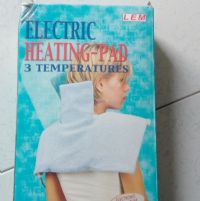 LEM
ELECTRIC
HEATING-PAD
3 TEMPERATURES